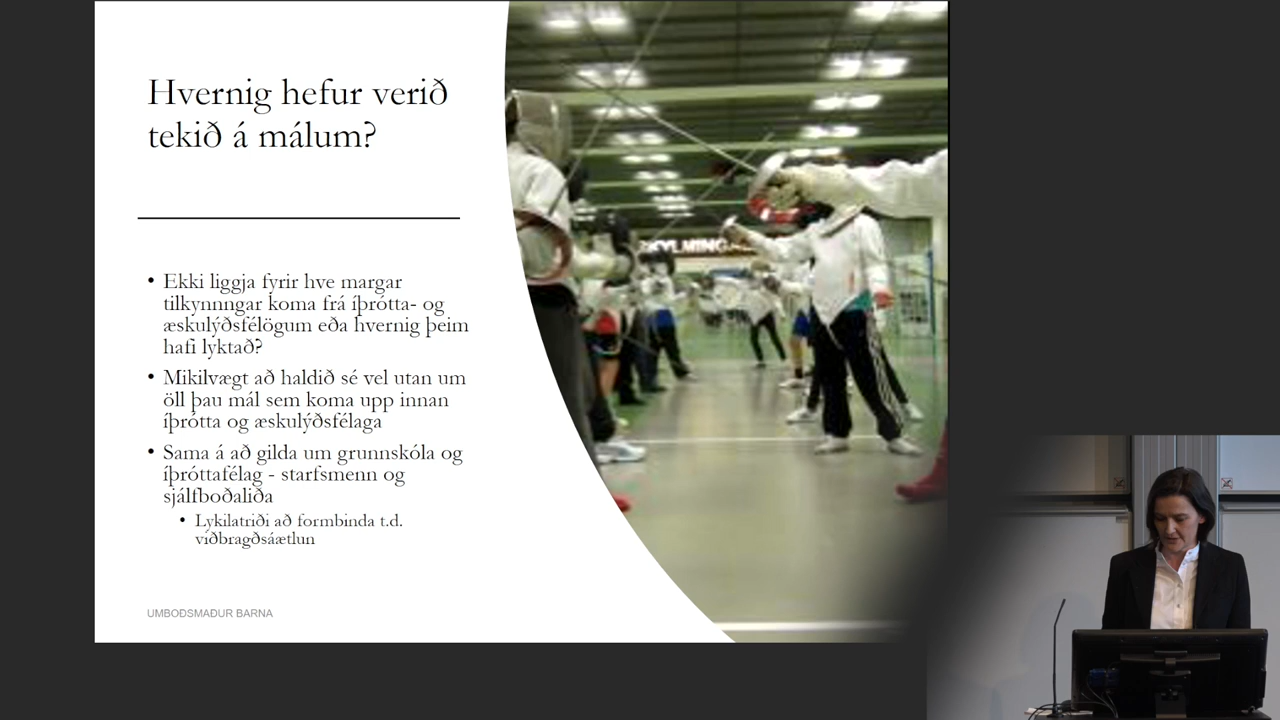 Hvernig hefur verið
tekið á málum?
• Ekki liggja fyrir hve margar
tilkynnngar koma frá íþrótta- og
æskulýðsfélögum eða hvernig þeim
hafi lyktað?
• Mikilvægt að haldið sé vel utan um
öll þau mál sem koma upp innan
íþrótta og æskulýðsfélaga
• Sama á að gilda um grunnskóla og
íþróttafélag - starfsmenn og
sjálfboðaliða
• Lykilatriði að formbinda t.d.
víðbragðsáætlun
UMBOÐSMAÐUR BARNA